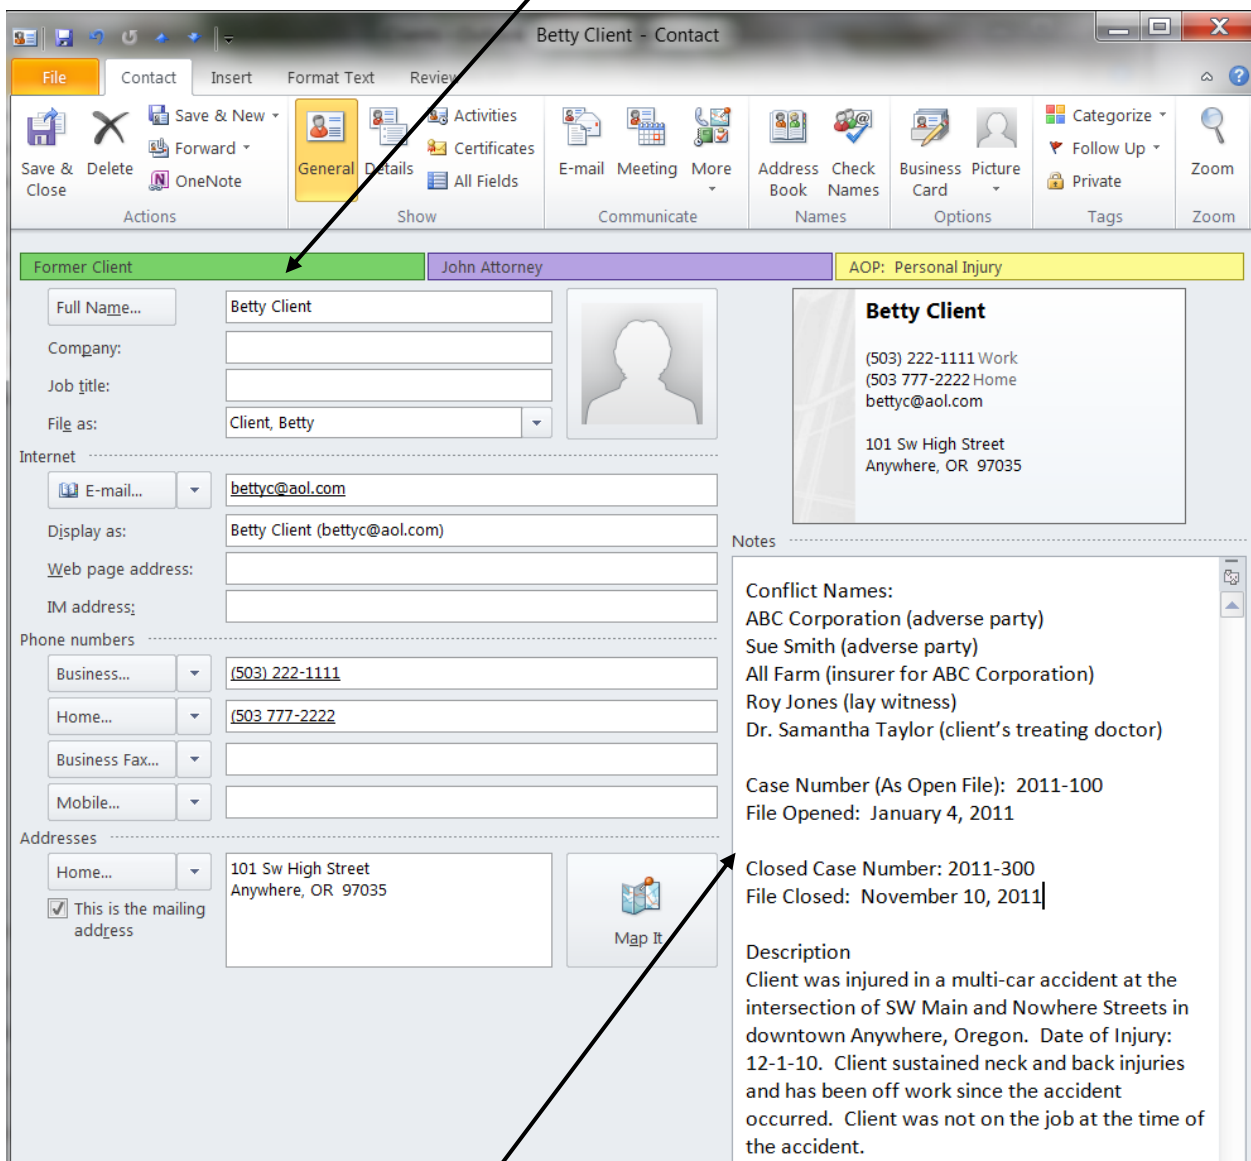 Betty Client - Contact
File
Contact
Insert
Format Text
Review
Save & Close
Delete
Save & New
Forward
OneNote
Actions
General
Details
Activities
Certificates
All Fields
Show
E-mail
Meeting
More
Communicate
Address Book
Check Names
Names
Business Card
Picture
Options
Categorize
Follow Up
Private
Tags
Zoom
Zoom
Former Client
John Attorney
AOP: Personal Injury
Full Name...
Betty Client
Company:
Job title:
File as:
Client, Betty
Internet
E-mail...
bettyc@aol.com
Display as:
Betty Client (bettyc@aol.com)
Web page address:
IM address:
Phone numbers
Business...
(503) 222-1111
Home...
(503 777-2222
Business Fax...
Mobile...
Addresses
Home...
101 Sw High Street
Anywhere, OR 97035
This is the mailing
address
Map It
Betty Client
(503) 222-1111 Work
(503 777-2222 Home
bettyc@aol.com
101 Sw High Street
Anywhere, OR 97035
Notes
Conflict Names:
ABC Corporation (adverse party)
Sue Smith (adverse party)
All Farm (insurer for ABC Corporation)
Roy Jones (lay witness)
Dr. Samantha Taylor (client's treating doctor)
Case Number (As Open File): 2011-100
File Opened: January 4, 2011
Closed Case Number: 2011-300
File Closed: November 10, 2011
Description
Client was injured in a multi-car accident at the
intersection of SW Main and Nowhere Streets in
downtown Anywhere, Oregon. Date of Injury:
12-1-10. Client sustained neck and back injuries
and has been off work since the accident
occurred. Client was not on the job at the time of
the accident.